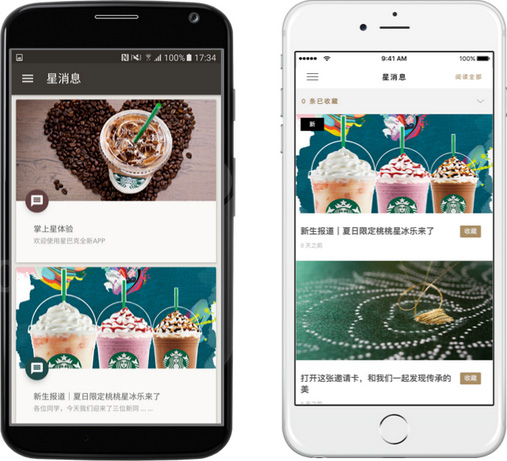 100% 17:34
星消息
掌上星体验
欢迎使用星巴克全新APP
新生报道｜夏日限定桃桃星冰乐来了
各位同学，今天我们迎来了三位新同 ... ...
9:41 AM 100%
星消息
阅读全部
0 条已收藏
新
新生报道｜夏日限定桃桃星冰乐来了
收藏
8 天之前
打开这张邀请卡，和我们一起发现传承的
美
收藏